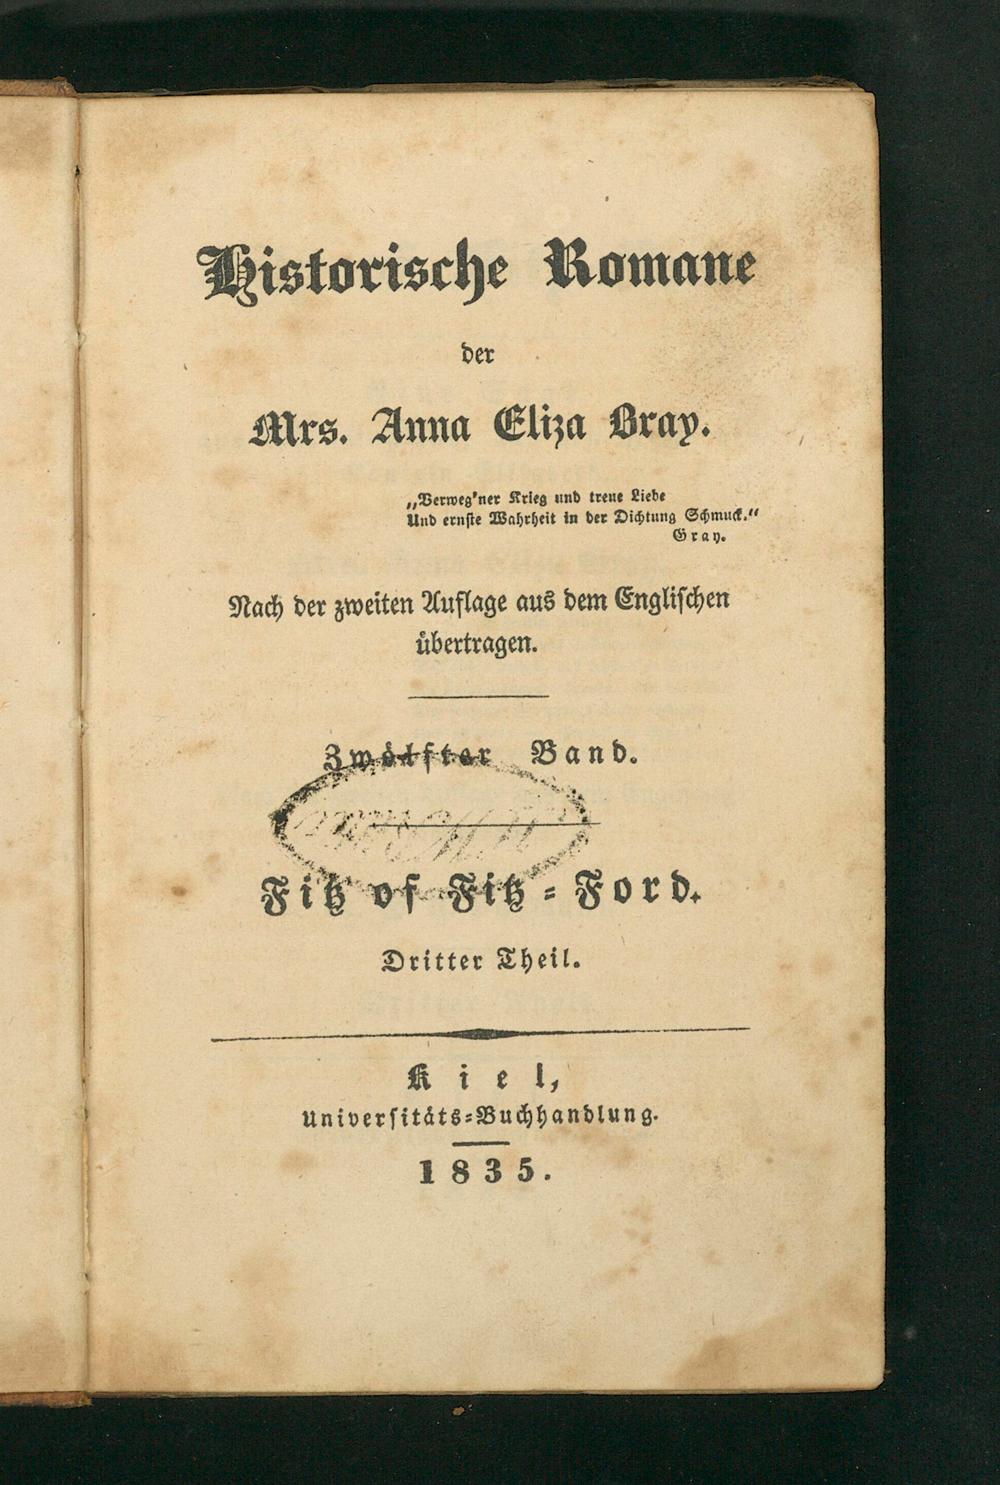 Historische Romane
der
Mrs. Anna Eliza Bray.
„Verweg'ner Krieg und treue Liebe
Und ernste Wahrheit in der Dichtung Schmuck.“
Gray.
Nach der zweiten Auflage aus dem Englischen
übertragen.
Zwölfter Band.
Fitz of Fitz-Ford.
Dritter Theil.
Kiel,
Universitäts-Buchhandlung.
1835.